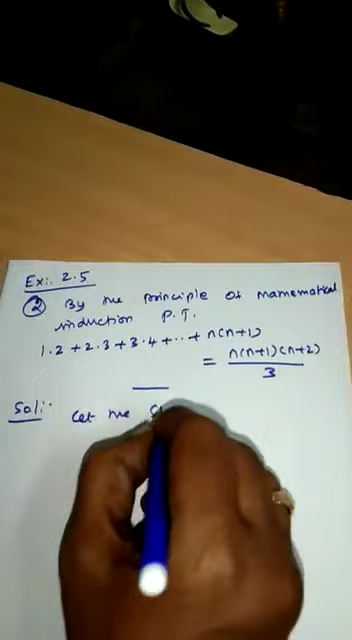 Ex:. 2.5
② By the principle of mathematical
induction P.T.
1.2 + 2.3 + 3.4 + ... + n(n+1)
= n(n+1)(n+2)
3
Sol:. Let the